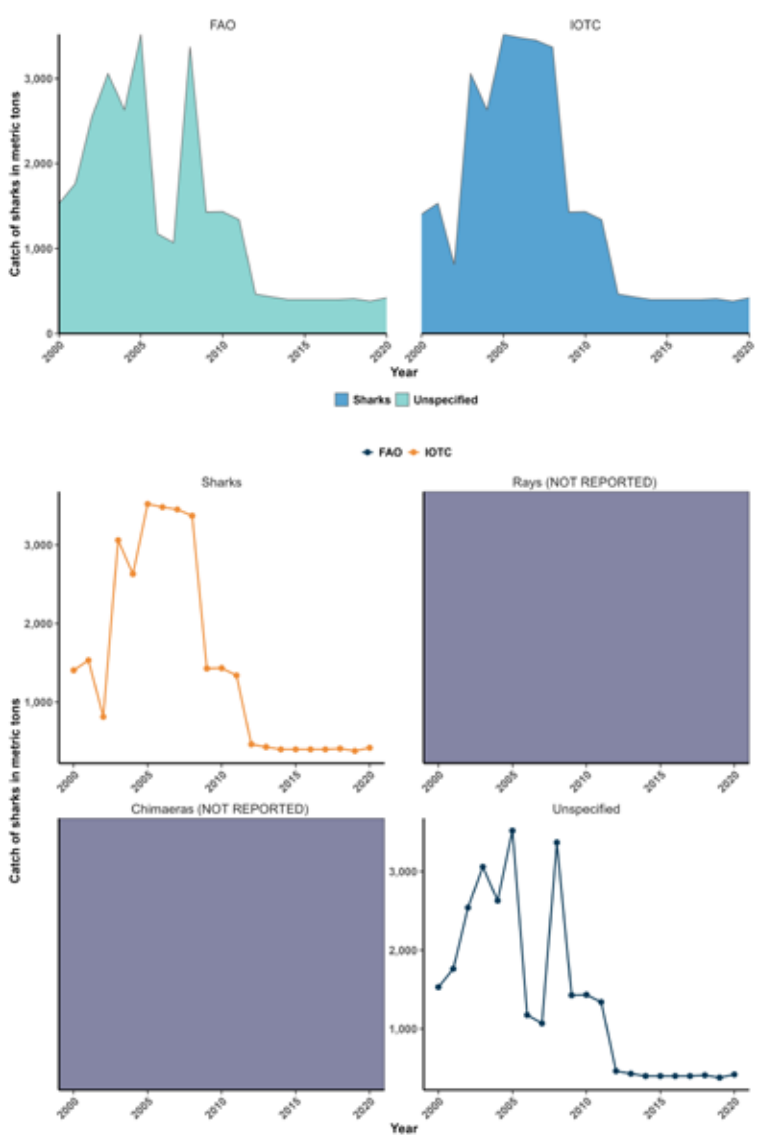 FAO IOTC
Catch of sharks in metric tons
3,000
2,000
1,000
0
2000 2005 2010 2015 2020 2000 2005 2010 2015 2020
Year
Sharks Unspecified
FAO IOTC
Sharks Rays (NOT REPORTED)
Catch of sharks in metric tons
3,000
2,000
1,000
2000 2005 2010 2015 2020 2000 2005 2010 2015 2020
Chimaeras (NOT REPORTED) Unspecified
3,000
2,000
1,000
2000 2005 2010 2015 2020 2000 2005 2010 2015 2020
Year